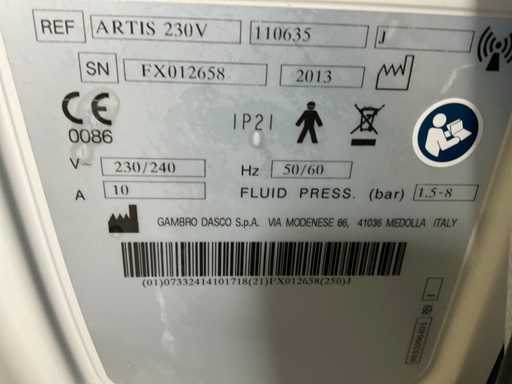 REF ARTIS 230V 110635 J
SN FX012658 2013
CE
0086
IP21
V~ 230/240 Hz 50/60
A 10 FLUID PRESS. (bar) 1.5-8
GAMBRO DASCO S.p.A. VIA MODENESE 66, 41036 MEDOLLA ITALY
(01)07332414101718(21)FX012658(250)J